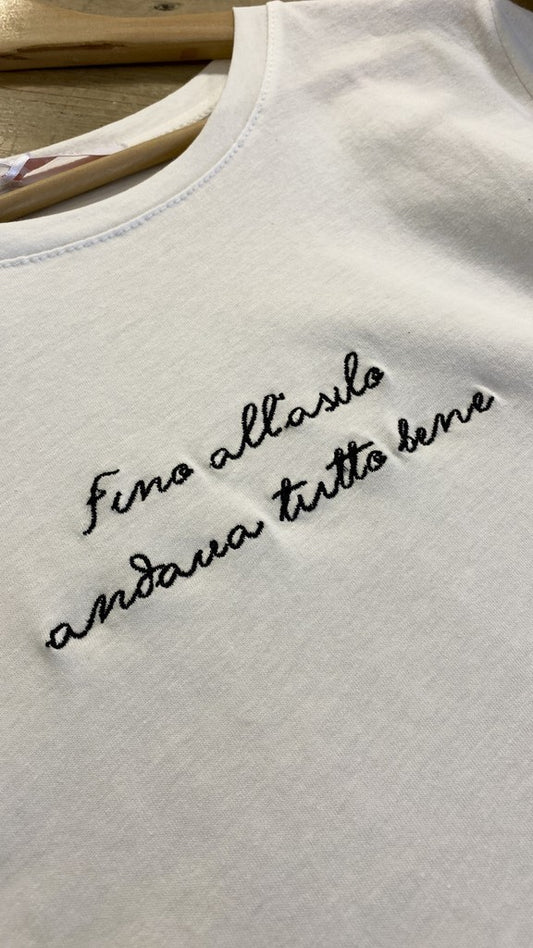 Fino all'asilo
andava tutto bene